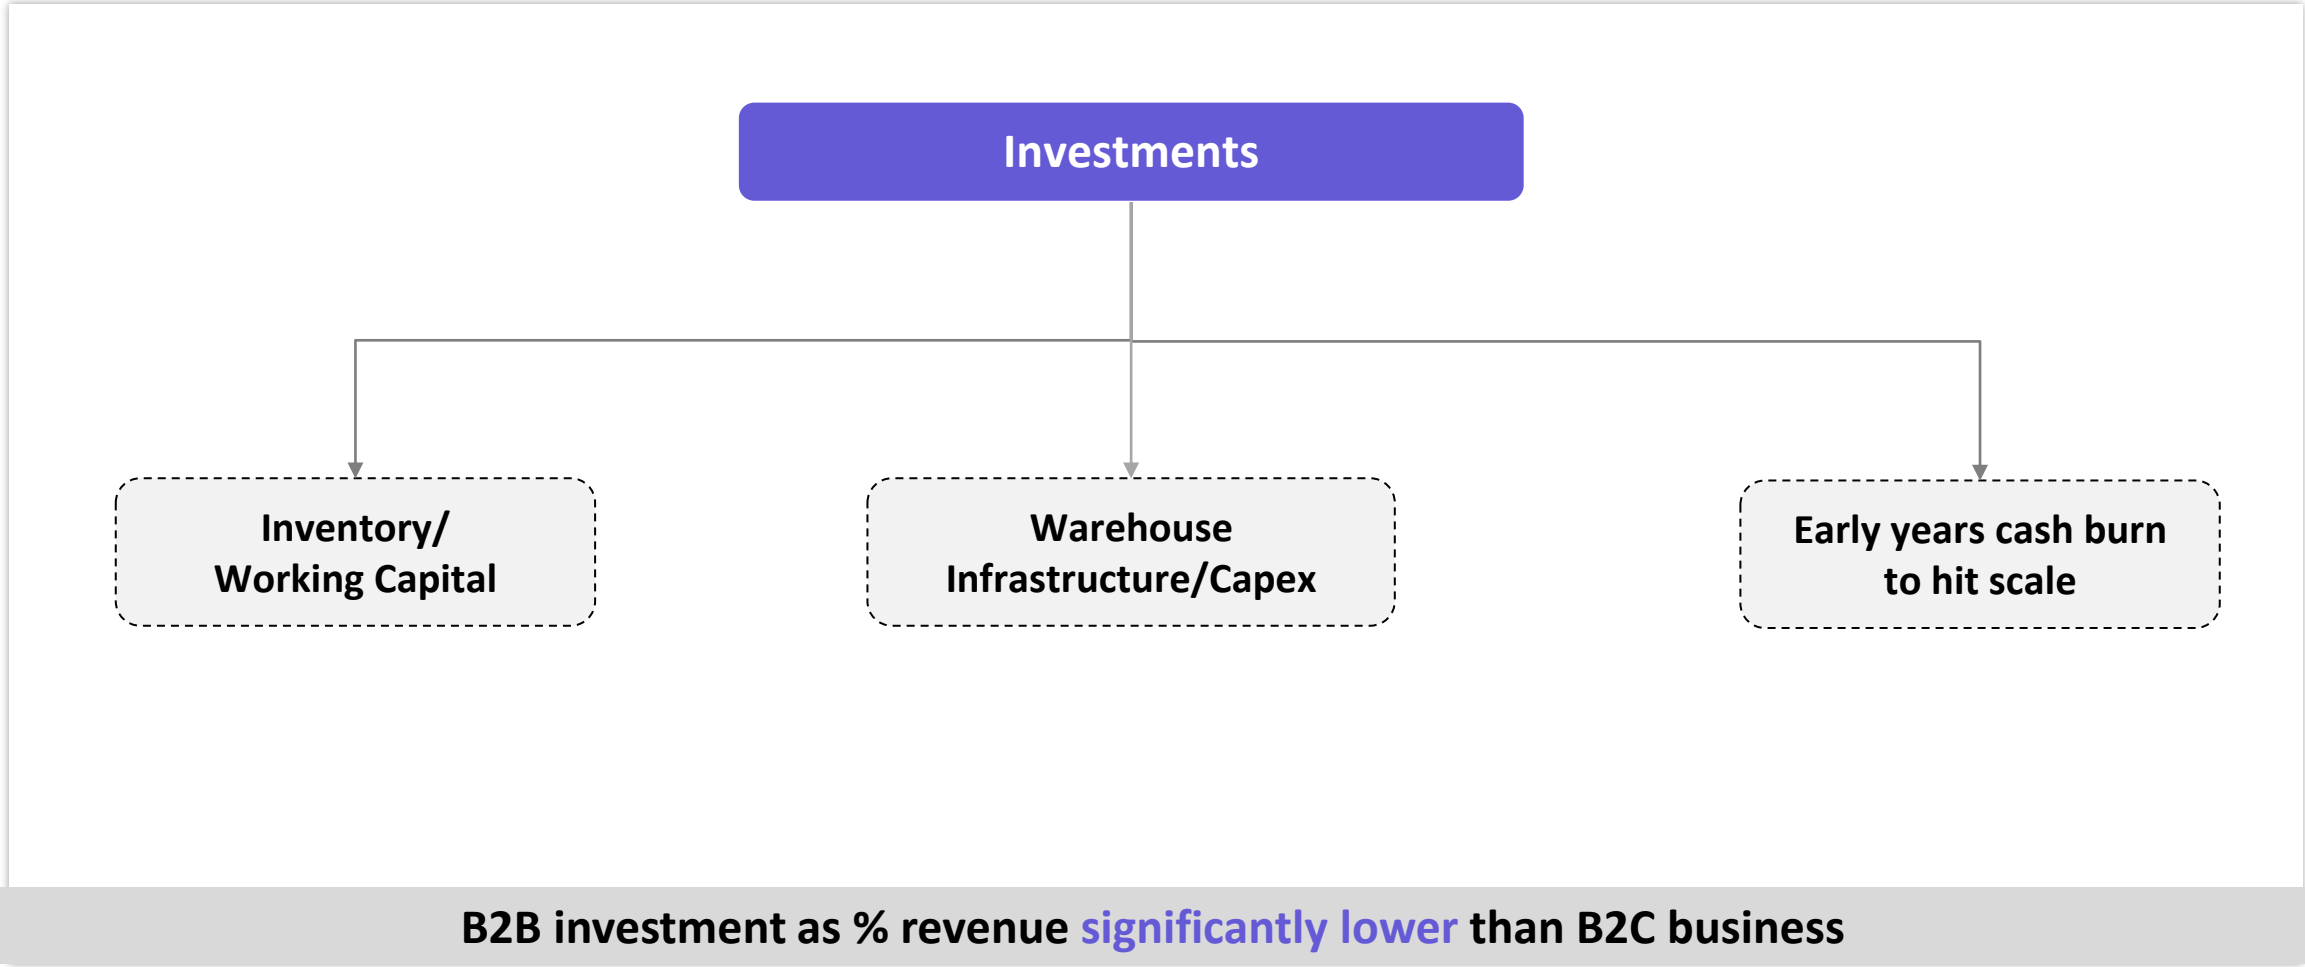 Investments
Inventory/
Working Capital
Warehouse
Infrastructure/Capex
Early years cash burn
to hit scale
B2B investment as % revenue significantly lower than B2C business